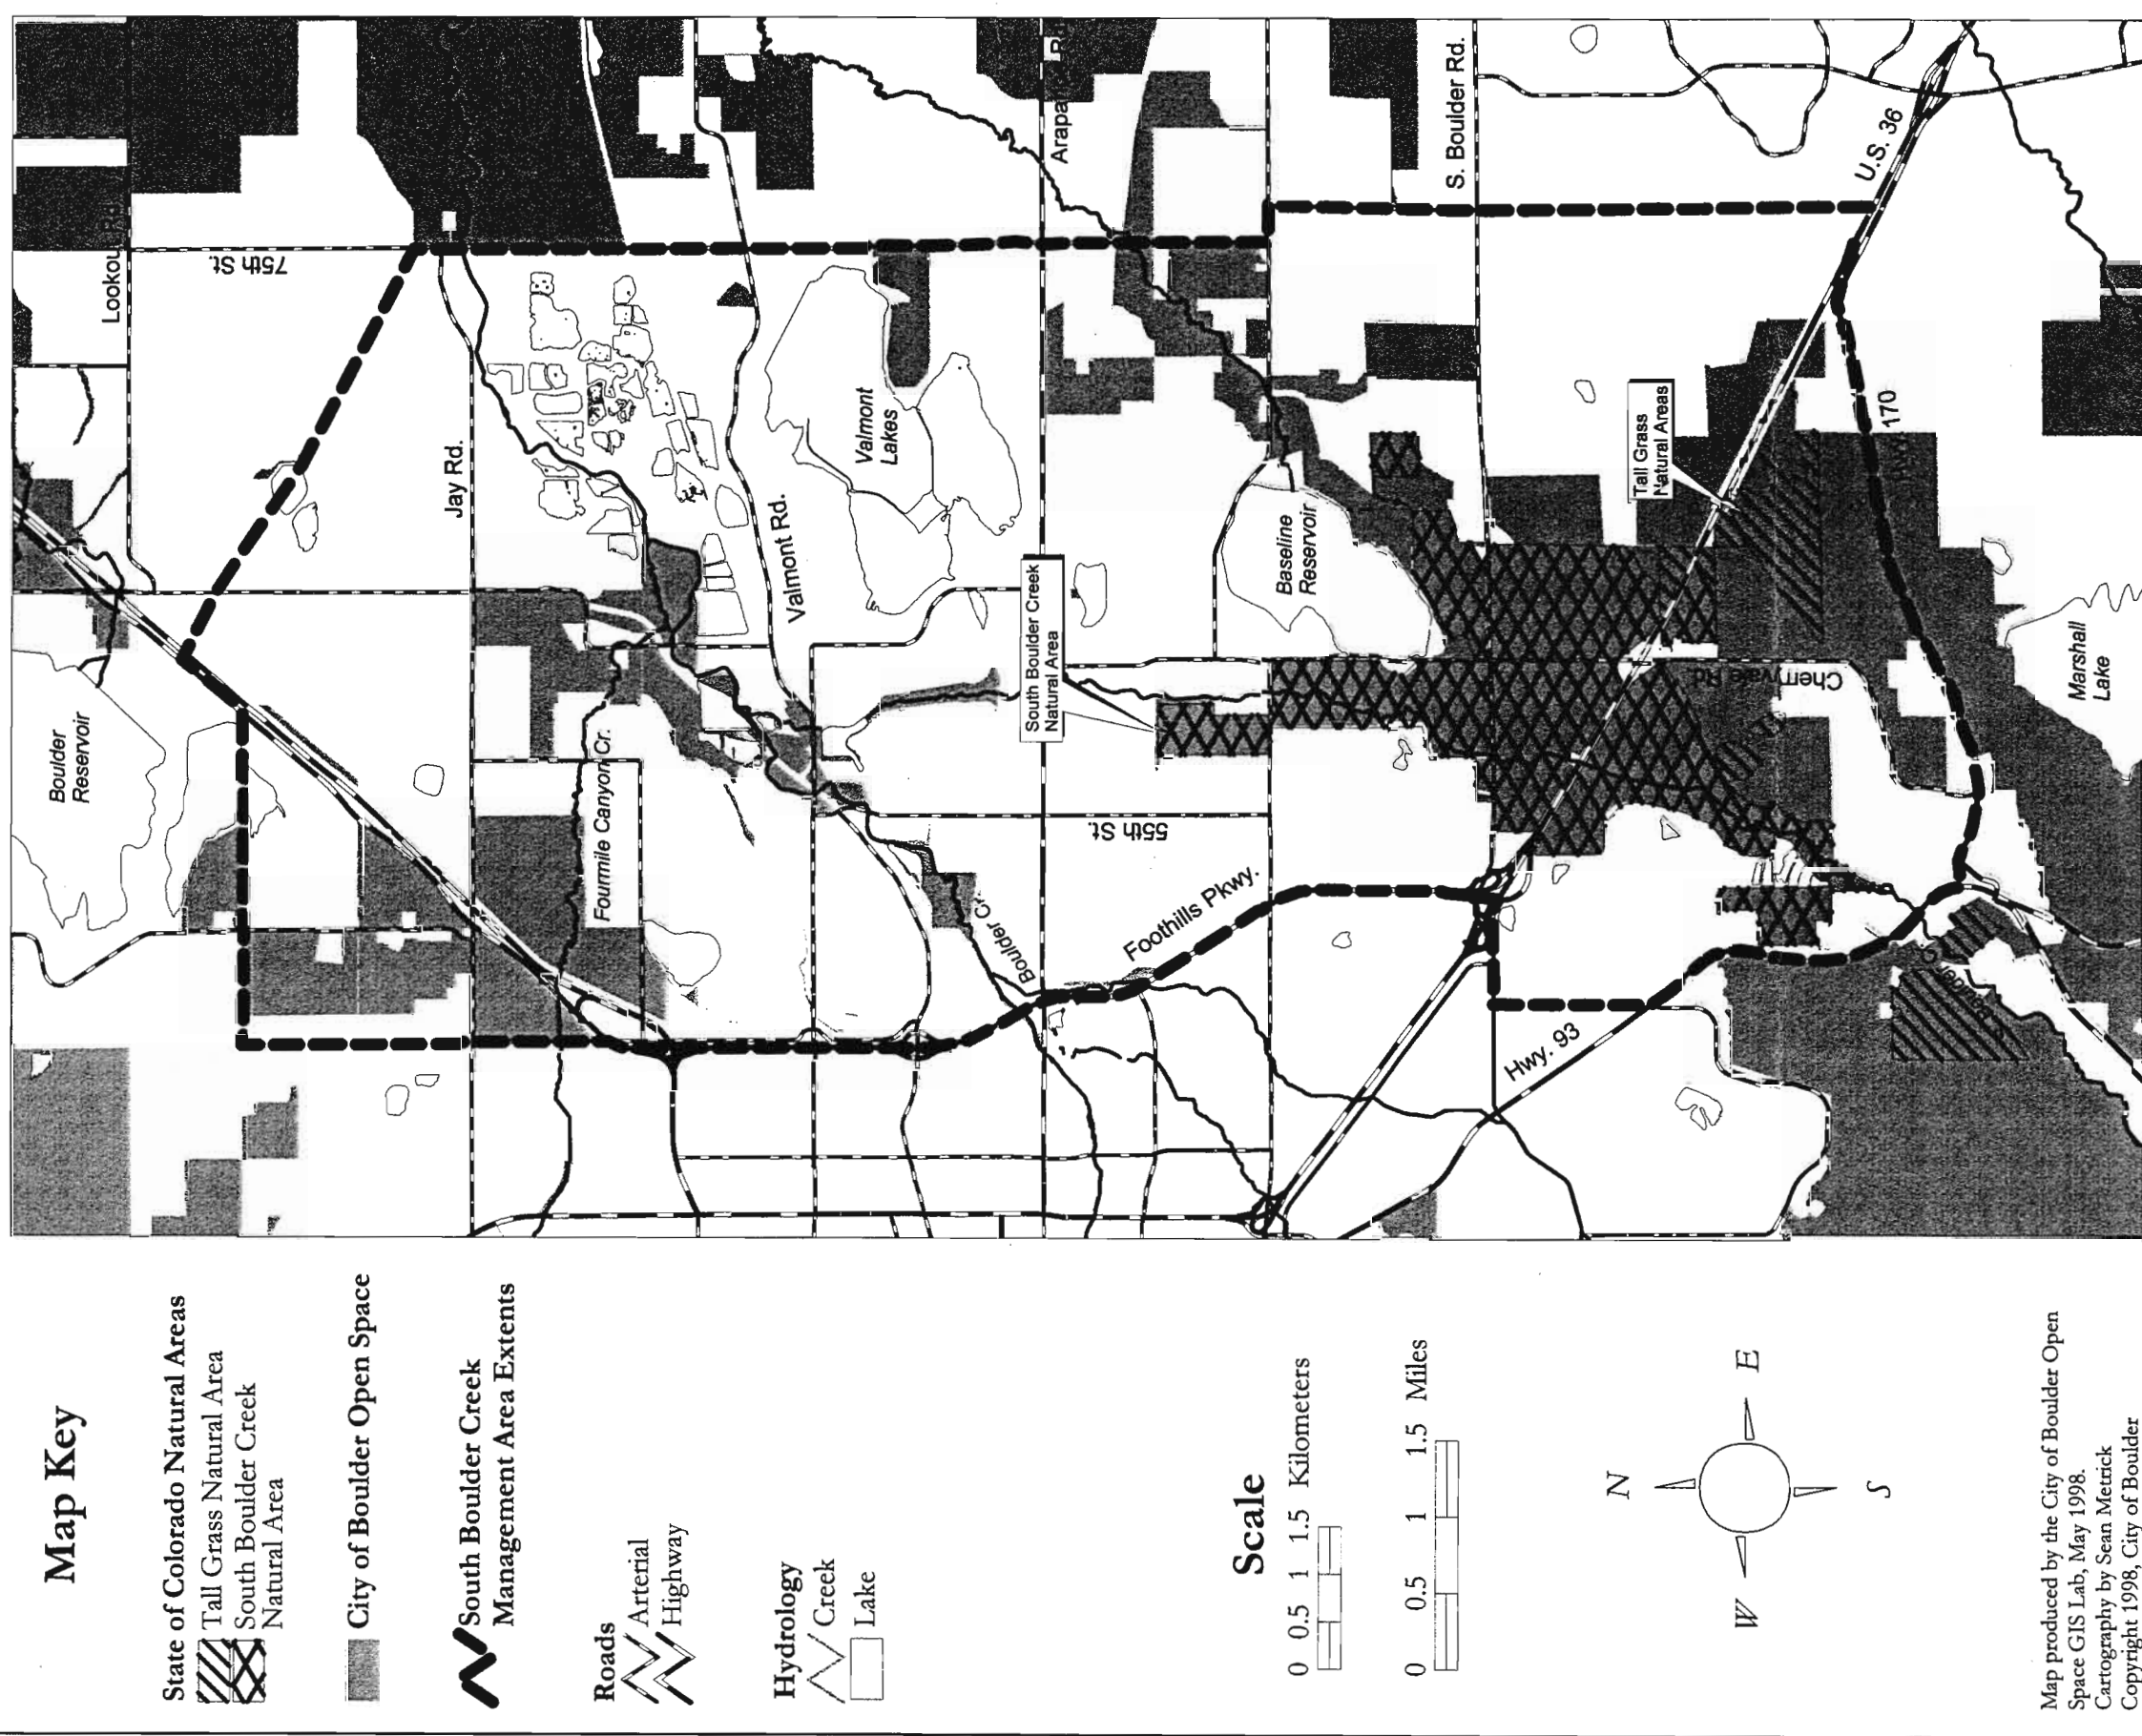 Map Key
State of Colorado Natural Areas
Tall Grass Natural Area
South Boulder Creek
Natural Area
City of Boulder Open Space
South Boulder Creek
Management Area Extents
Roads
Arterial
Highway
Hydrology
Creek
Lake
Scale
0 0.5 1 1.5 Kilometers
0 0.5 1 1.5 Miles
N
W
E
S
Map produced by the City of Boulder Open
Space GIS Lab, May 1998.
Cartography by Sean Metrick
Copyright 1998, City of Boulder
Boulder
Reservoir
Lookout Rd.
75th St.
Jay Rd.
Fourmile Canyon Cr.
Valmont Rd.
Valmont
Lakes
South Boulder Creek
Natural Area
55th St.
Boulder Cr.
Foothills Pkwy.
Baseline
Reservoir
S. Boulder Rd.
U.S. 36
Tall Grass
Natural Areas
170
Cherryvale Rd.
Hwy. 93
Marshall
Lake